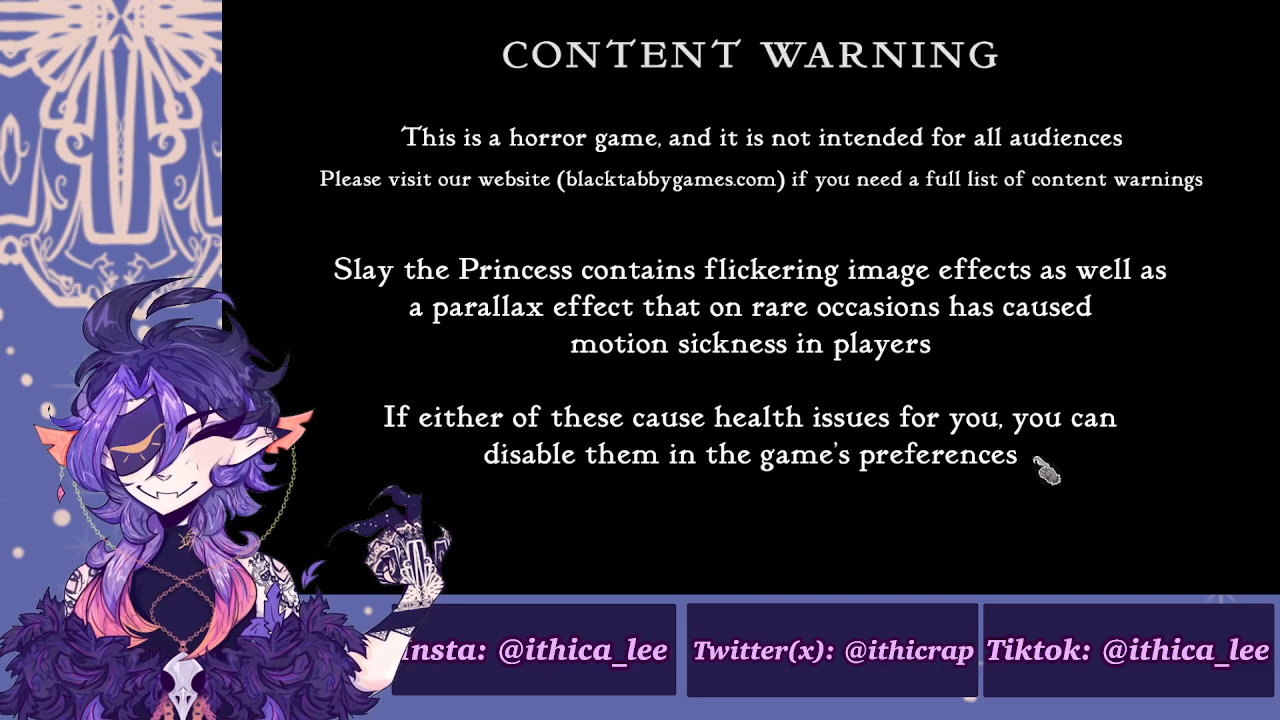 CONTENT WARNING
This is a horror game, and it is not intended for all audiences
Please visit our website (blacktabbygames.com) if you need a full list of content warnings
Slay the Princess contains flickering image effects as well as
a parallax effect that on rare occasions has caused
motion sickness in players
If either of these cause health issues for you, you can
disable them in the game's preferences
nsta: @ithica_lee
Twitter(x): @ithicrap
Tiktok: @ithica_lee